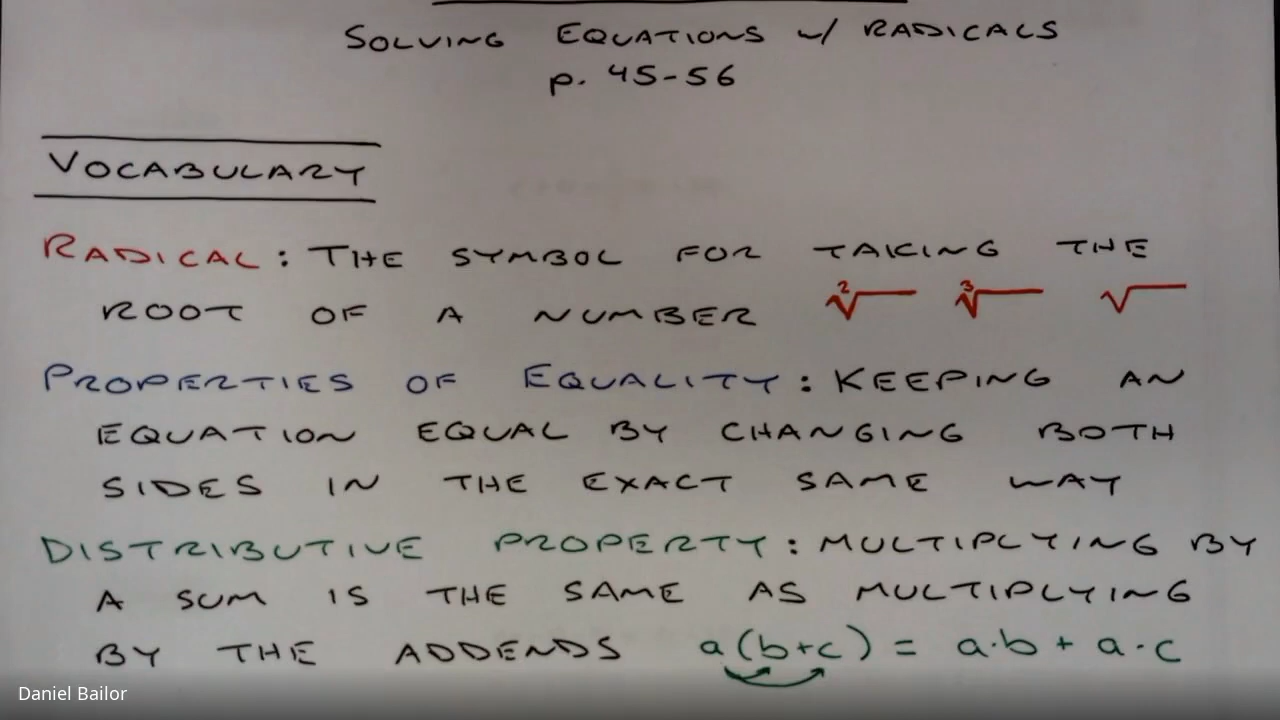 SOLVING EQUATIONS w/ RADICALS
p. 45-56
VOCABULARY
RADICAL: THE SYMBOL FOR TAKING THE
ROOT OF A NUMBER ²√ ³√ √
PROPERTIES OF EQUALITY: KEEPING AN
EQUATION EQUAL BY CHANGING BOTH
SIDES IN THE EXACT SAME WAY
DISTRIBUTIVE PROPERTY: MULTIPLYING BY
A SUM IS THE SAME AS MULTIPLYING
BY THE ADDENDS a(b+c) = a·b + a·c
Daniel Bailor